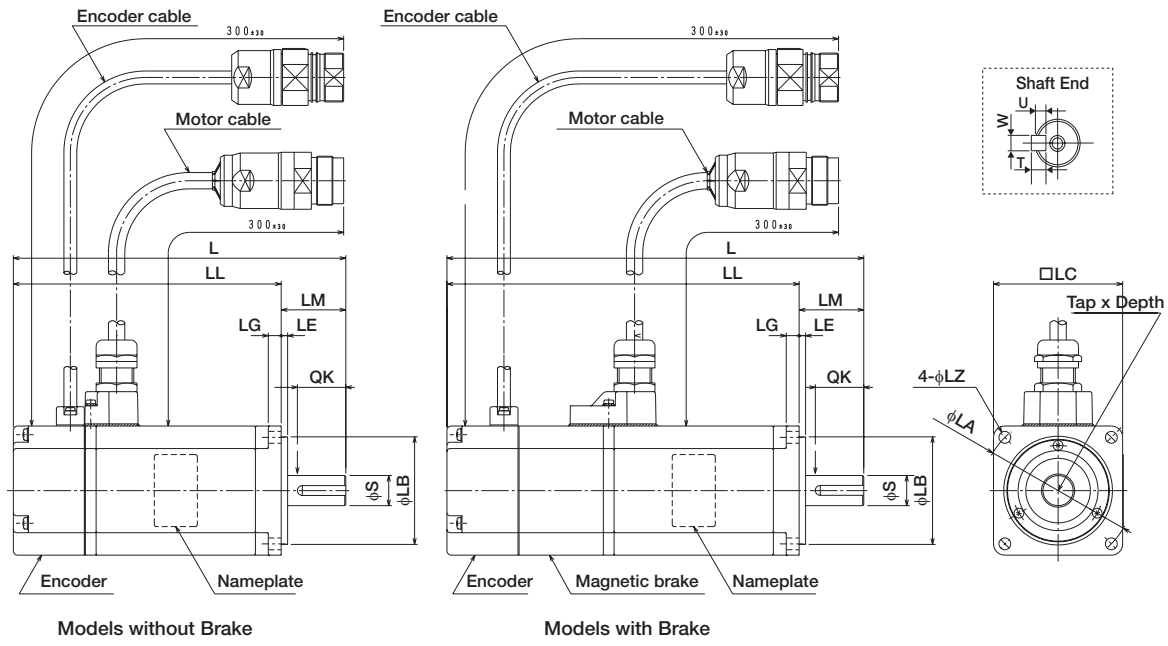 Encoder cable
300±30
Encoder cable
300±30
Shaft End
U
W
T
Motor cable
Motor cable
300±30
300±30
L
L
LL
LL
□LC
LM
LM
Tap x Depth
LG
LE
LG
LE
QK
QK
4-ϕLZ
ϕLA
ϕS
ϕLB
ϕS
ϕLB
Encoder
Nameplate
Encoder
Magnetic brake
Nameplate
Models without Brake
Models with Brake